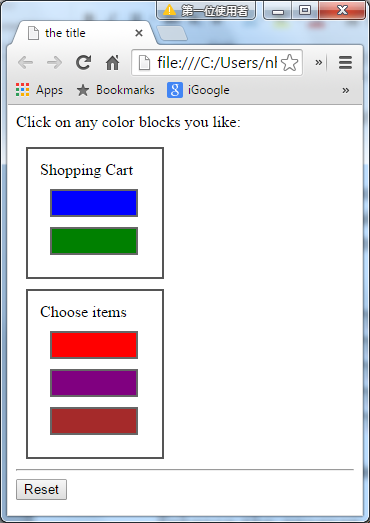 第一位使用者
the title
file:///C:/Users/nl
Apps
Bookmarks
8
iGoogle
»
Click on any color blocks you like:
Shopping Cart
Choose items
Reset